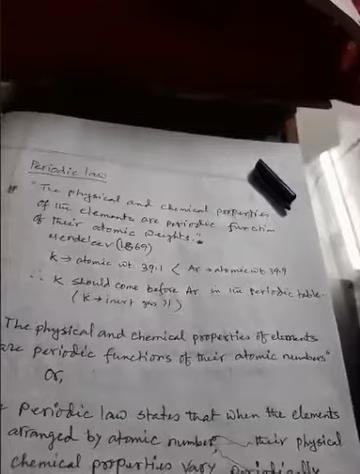 Periodic law
" "The physical and chemical properties
of the elements are periodic function
of their atomic weights."
Mendeleev (1869)
K → atomic wt. 39.1 < Ar → atomic wt 39.9
∴ K should come before Ar in the periodic table.
(K → inert gas ?!)
The physical and chemical properties of elements
are periodic functions of their atomic numbers"
Or,
Periodic law states that when the elements
arranged by atomic number, their physical
chemical properties vary periodically